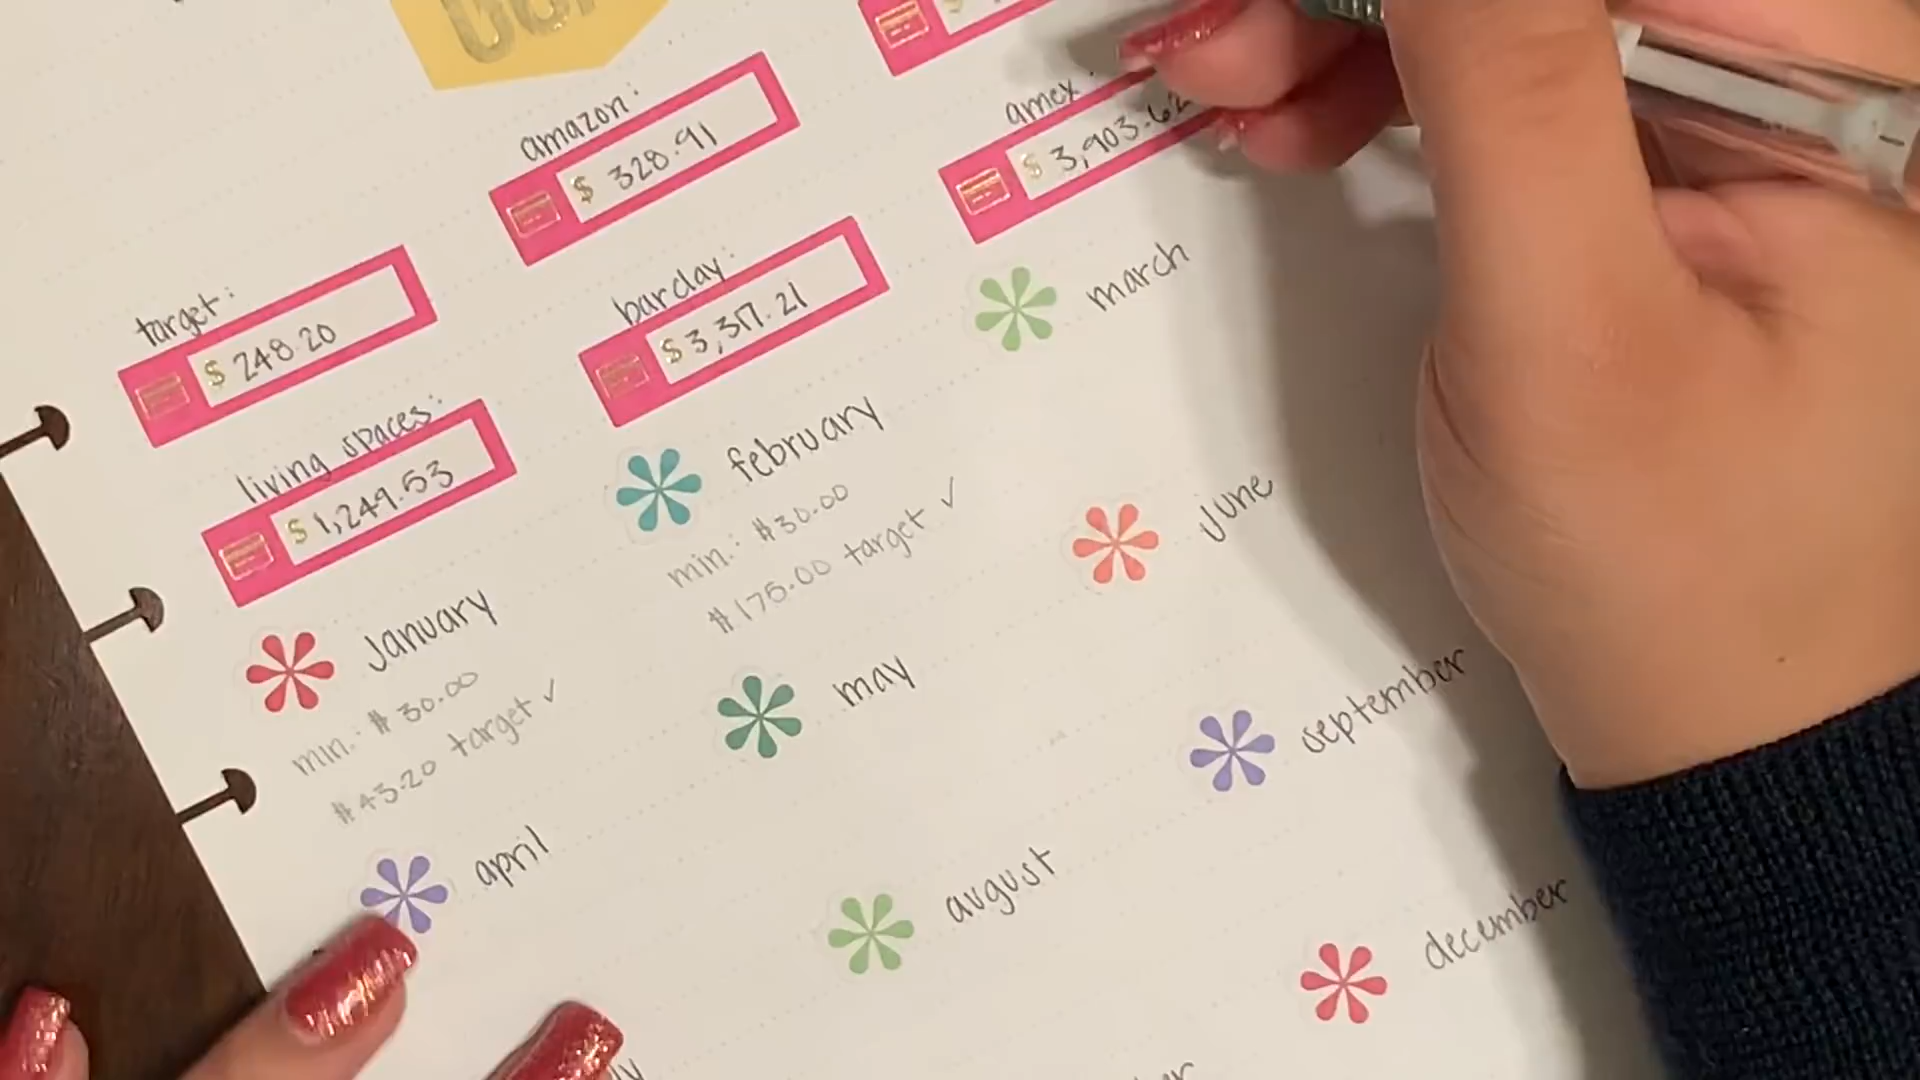 amazon:
$ 328.91
amex:
$ 3,903.62
target:
$ 248.20
barclay:
$ 3,317.21
living spaces:
$ 1,249.53
january
min.: $30.00
$43.20 target ✓
february
min.: $30.00
$175.00 target ✓
march
april
may
june
august
september
december